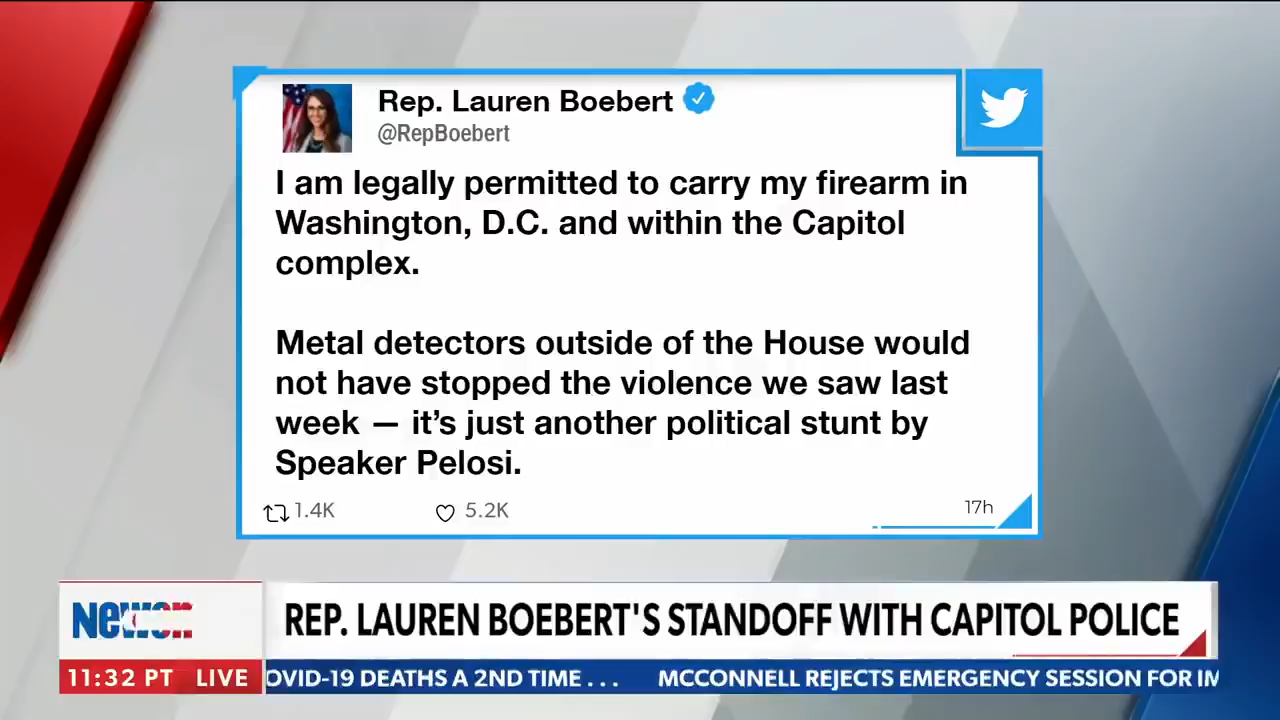 Rep. Lauren Boebert
@RepBoebert
I am legally permitted to carry my firearm in
Washington, D.C. and within the Capitol
complex.
Metal detectors outside of the House would
not have stopped the violence we saw last
week — it's just another political stunt by
Speaker Pelosi.
1.4K 5.2K 17h
REP. LAUREN BOEBERT'S STANDOFF WITH CAPITOL POLICE
11:32 PT LIVE OVID-19 DEATHS A 2ND TIME . . . MCCONNELL REJECTS EMERGENCY SESSION FOR